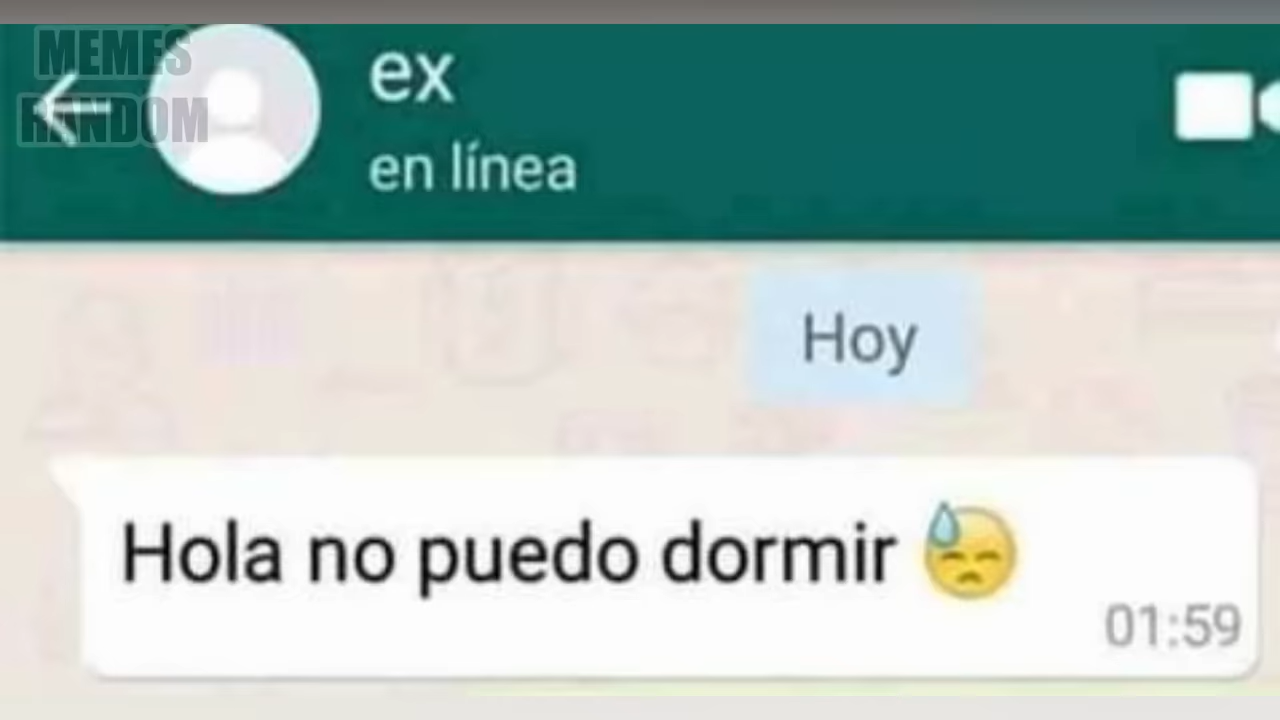 MEMES
RANDOM
ex
en línea
Hoy
Hola no puedo dormir 😓
01:59